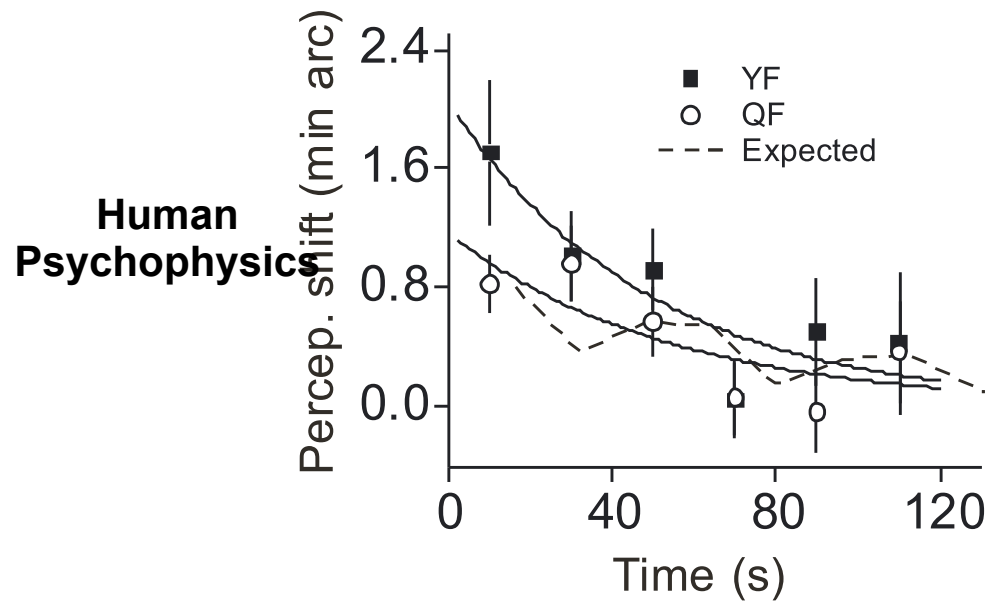 Human
Psychophysics
Percep. shift (min arc)
2.4
1.6
0.8
0.0
YF
QF
Expected
0 40 80 120
Time (s)